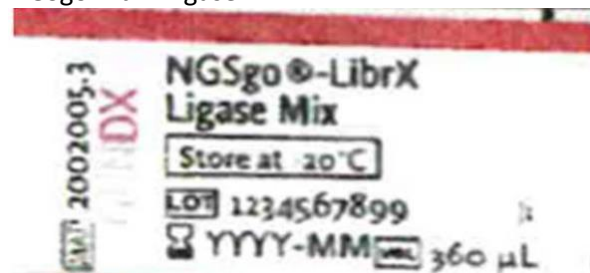 NGSgo®-LibrX
Ligase Mix
Store at 20°C
LOT 1234567899
YYYY-MM
360 µL
2002005.3
DX